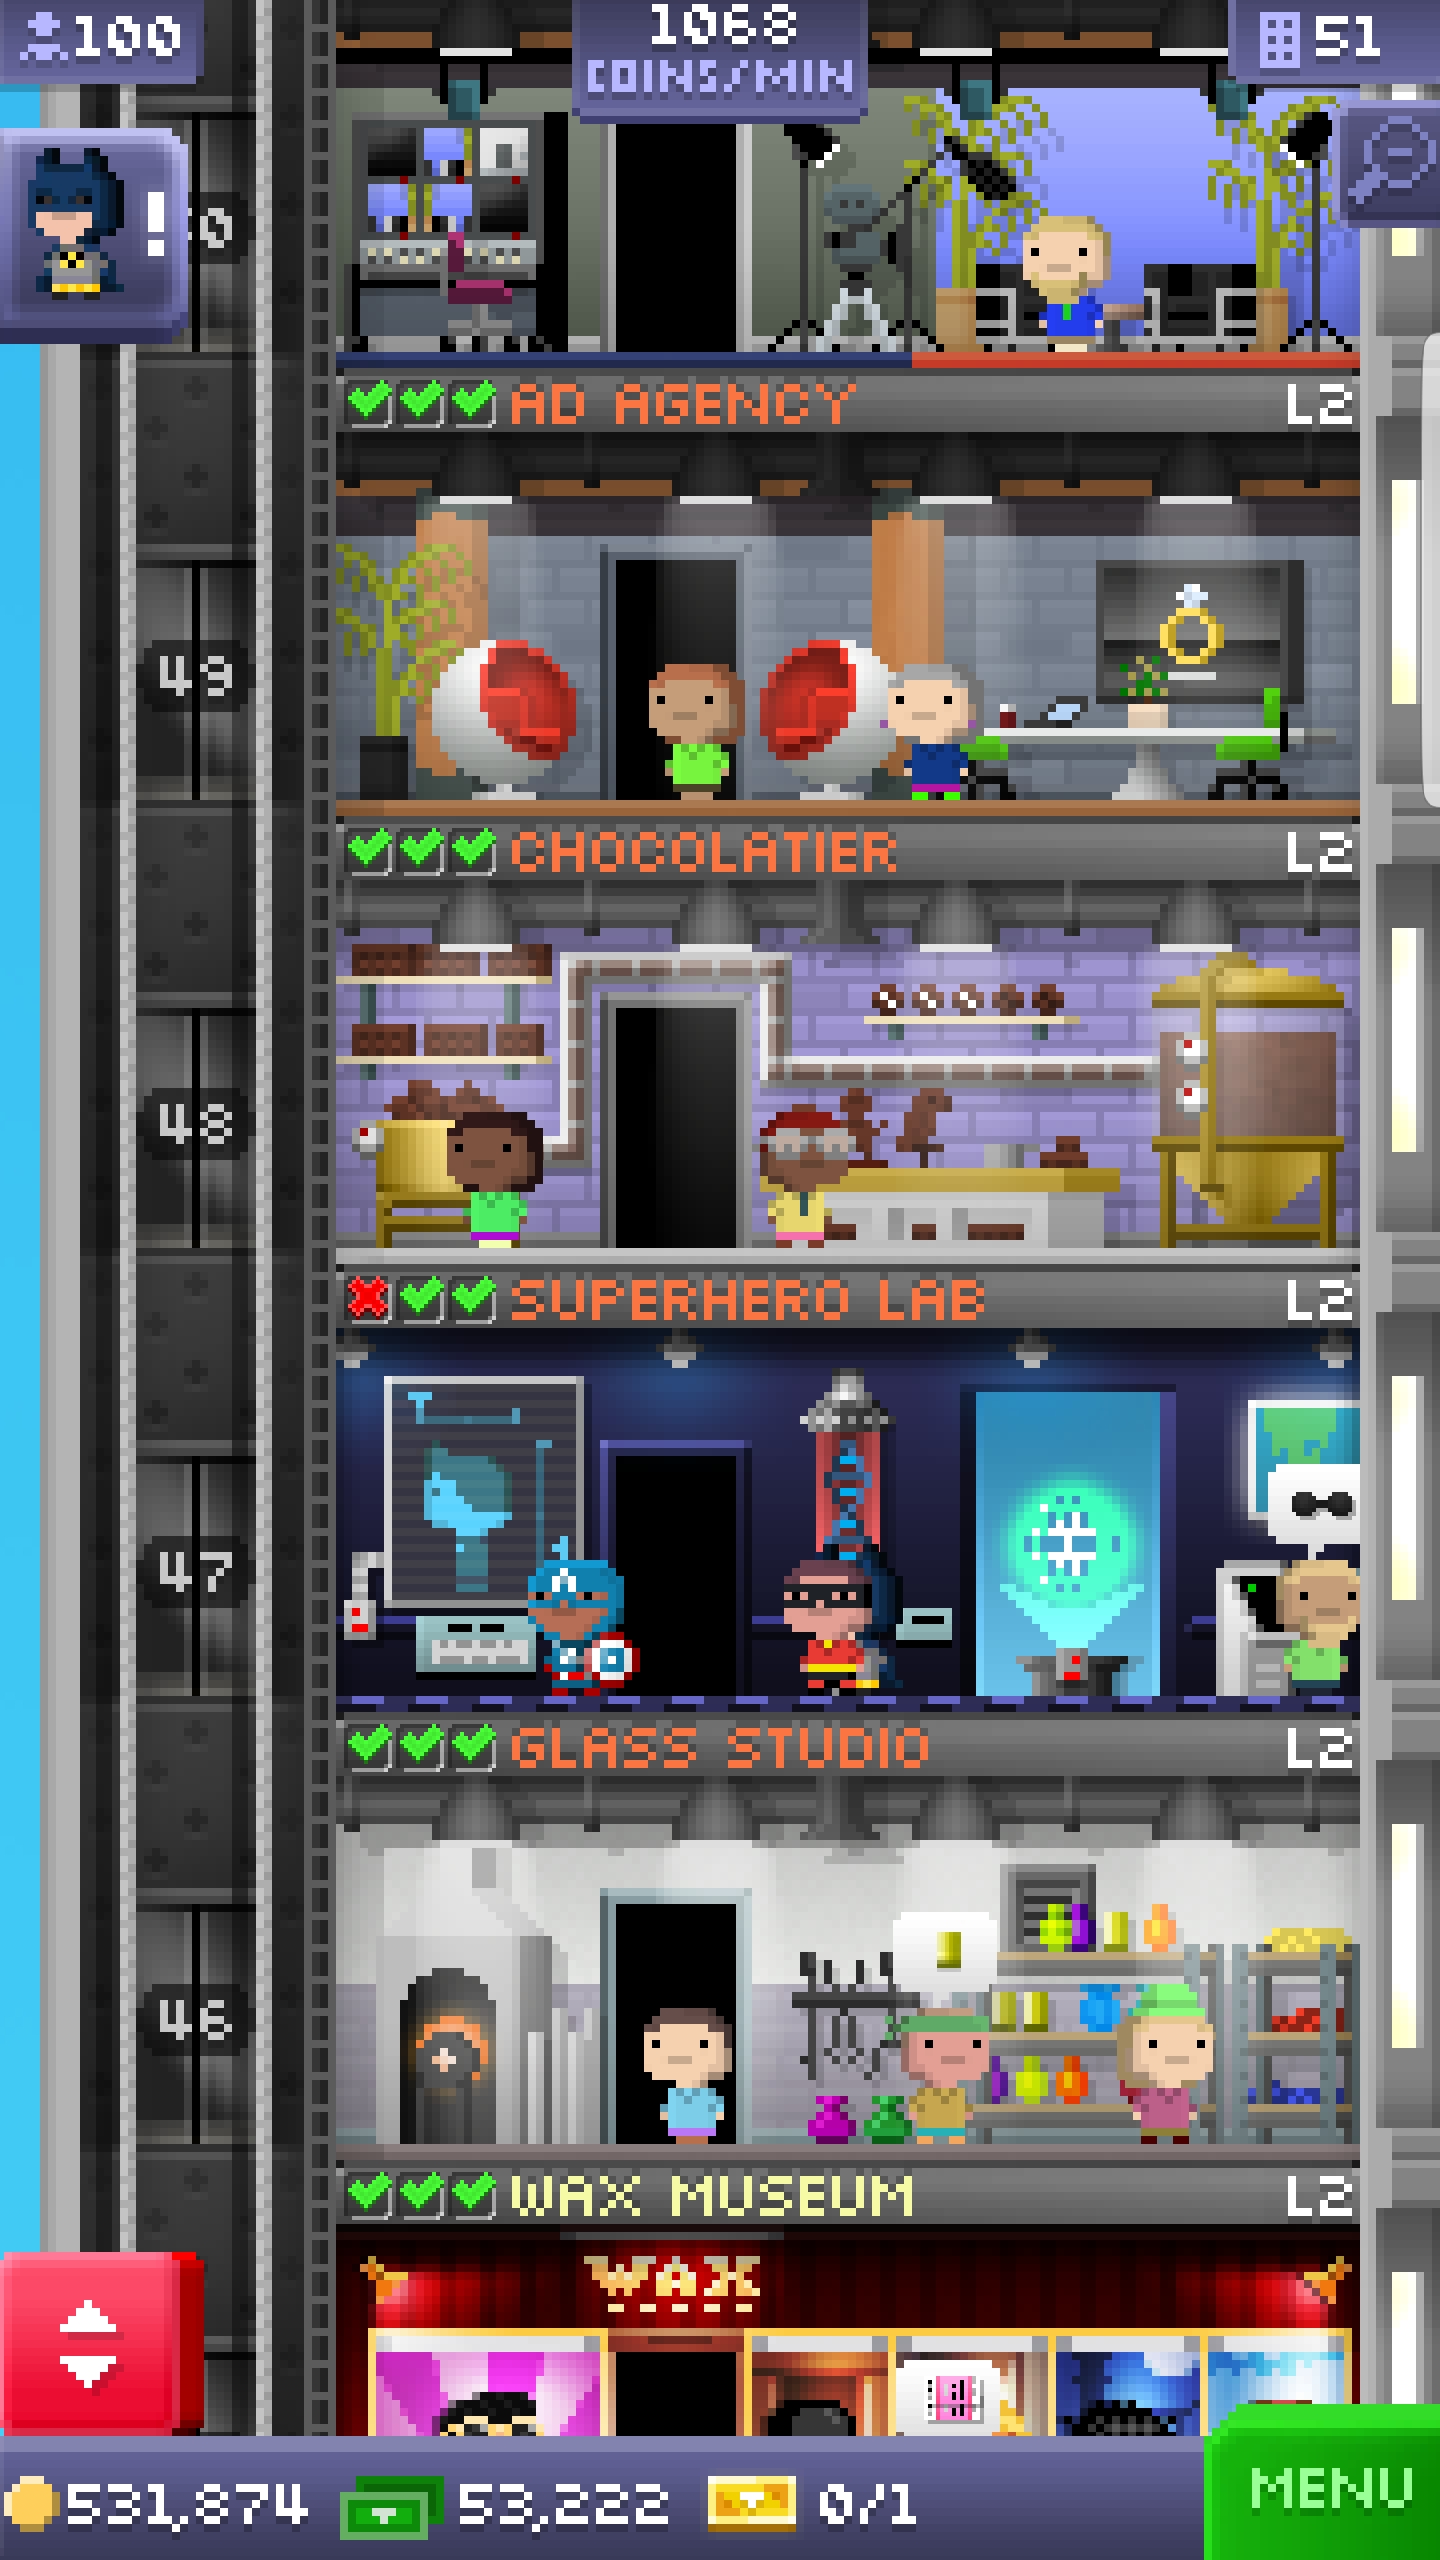 100
1068
COINS/MIN
51
!
AD AGENCY L2
49
CHOCOLATIER L2
48
SUPERHERO LAB L2
47
A
GLASS STUDIO L2
46
WAX MUSEUM L2
WAX
531,874 53,222 0/1
MENU